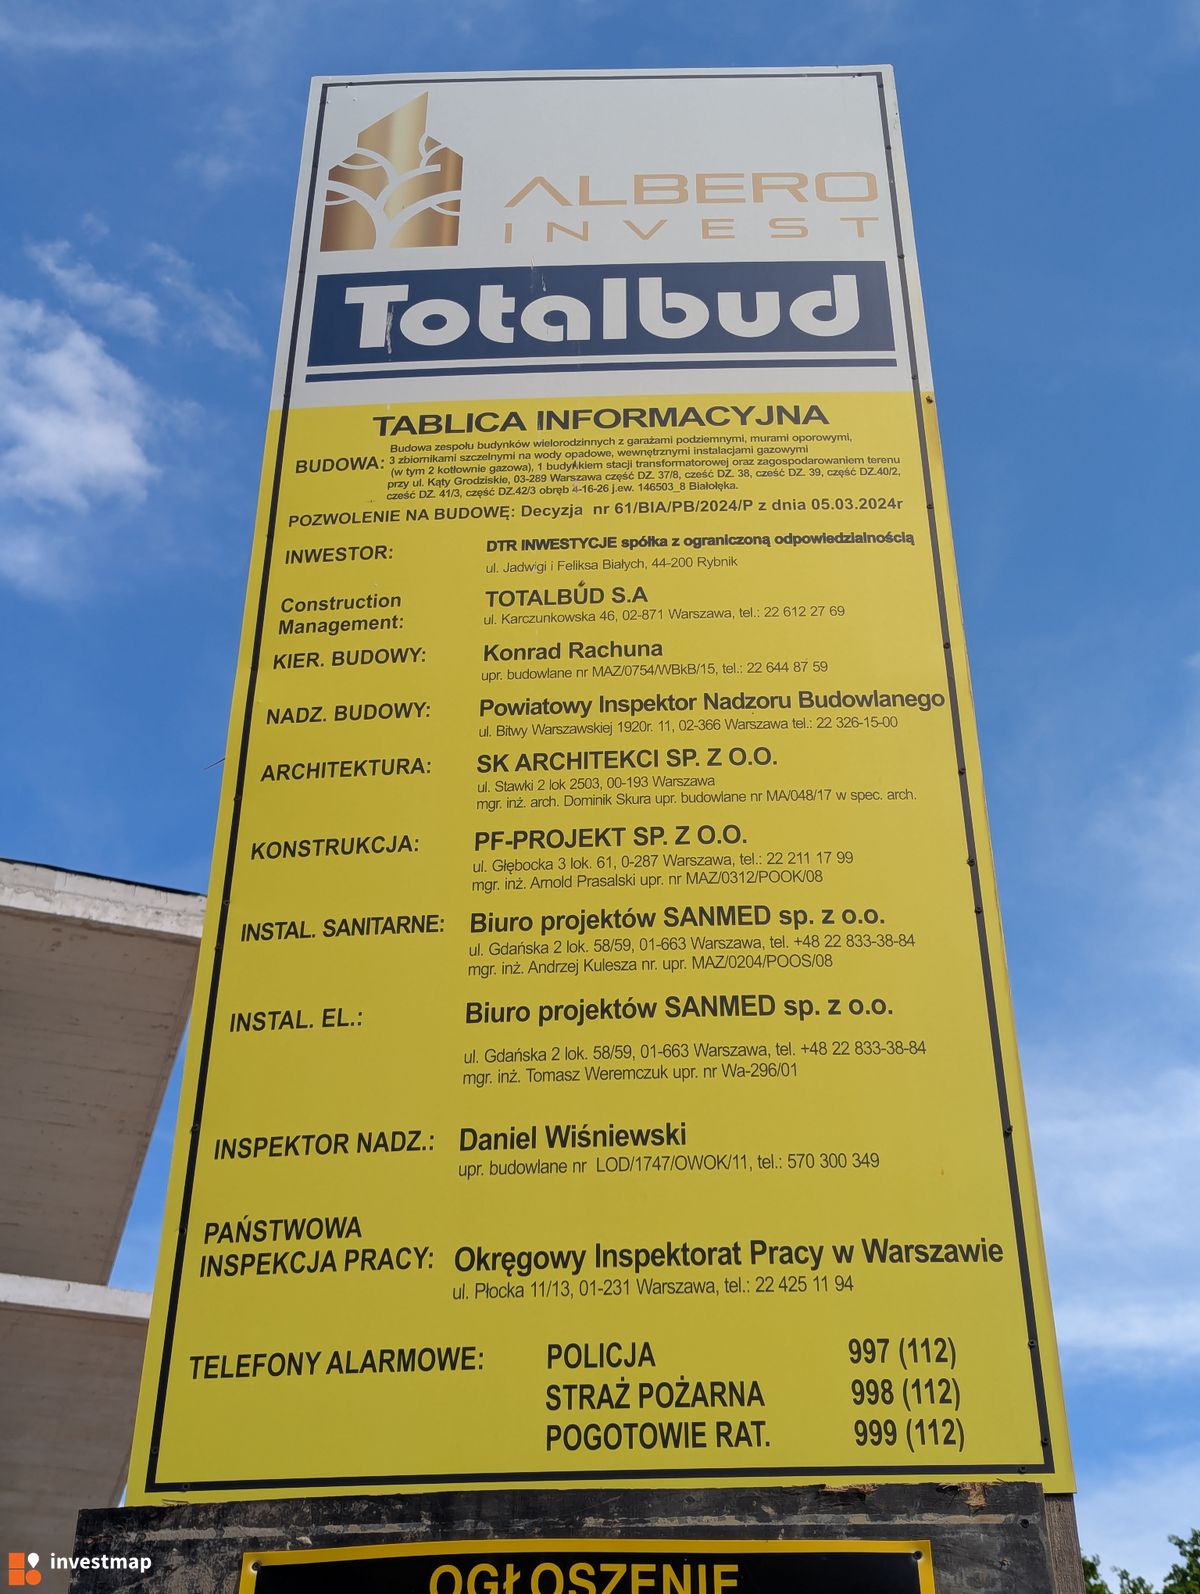 ALBERO
INVEST
Totalbud
TABLICA INFORMACYJNA
BUDOWA: Budowa zespołu budynków wielorodzinnych z garażami podziemnymi, murami oporowymi,
3 zbiornikami szczelnymi na wody opadowe, wewnętrznymi instalacjami gazowymi
(w tym 2 kotłownie gazowa), 1 budynkiem stacji transformatorowej oraz zagospodarowaniem terenu
przy ul. Kąty Grodziskie, 03-289 Warszawa część DZ. 37/8, cześć DZ. 38, cześć DZ. 39, część DZ.40/2,
cześć DZ. 41/3, część DZ.42/3 obręb 4-16-26 j.ew. 146503_8 Białołęka.
POZWOLENIE NA BUDOWĘ: Decyzja nr 61/BIA/PB/2024/P z dnia 05.03.2024r
INWESTOR: DTR INWESTYCJE spółka z ograniczoną odpowiedzialnością
ul. Jadwigi i Feliksa Białych, 44-200 Rybnik
Construction
Management: TOTALBUD S.A
ul. Karczunkowska 46, 02-871 Warszawa, tel.: 22 612 27 69
KIER. BUDOWY: Konrad Rachuna
upr. budowlane nr MAZ/0754/WBkB/15, tel.: 22 644 87 59
NADZ. BUDOWY: Powiatowy Inspektor Nadzoru Budowlanego
ul. Bitwy Warszawskiej 1920r. 11, 02-366 Warszawa tel.: 22 326-15-00
ARCHITEKTURA: SK ARCHITEKCI SP. Z O.O.
ul. Stawki 2 lok 2503, 00-193 Warszawa
mgr. inż. arch. Dominik Skura upr. budowlane nr MA/048/17 w spec. arch.
KONSTRUKCJA: PF-PROJEKT SP. Z O.O.
ul. Głębocka 3 lok. 61, 0-287 Warszawa, tel.: 22 211 17 99
mgr. inż. Arnold Prasalski upr. nr MAZ/0312/POOK/08
INSTAL. SANITARNE: Biuro projektów SANMED sp. z o.o.
ul. Gdańska 2 lok. 58/59, 01-663 Warszawa, tel. +48 22 833-38-84
mgr. inż. Andrzej Kulesza nr. upr. MAZ/0204/POOS/08
INSTAL. EL.: Biuro projektów SANMED sp. z o.o.
ul. Gdańska 2 lok. 58/59, 01-663 Warszawa, tel. +48 22 833-38-84
mgr. inż. Tomasz Weremczuk upr. nr Wa-296/01
INSPEKTOR NADZ.: Daniel Wiśniewski
upr. budowlane nr LOD/1747/OWOK/11, tel.: 570 300 349
PAŃSTWOWA
INSPEKCJA PRACY: Okręgowy Inspektorat Pracy w Warszawie
ul. Płocka 11/13, 01-231 Warszawa, tel.: 22 425 11 94
TELEFONY ALARMOWE: POLICJA 997 (112)
STRAŻ POŻARNA 998 (112)
POGOTOWIE RAT. 999 (112)
OGŁOSZENIE
investmap